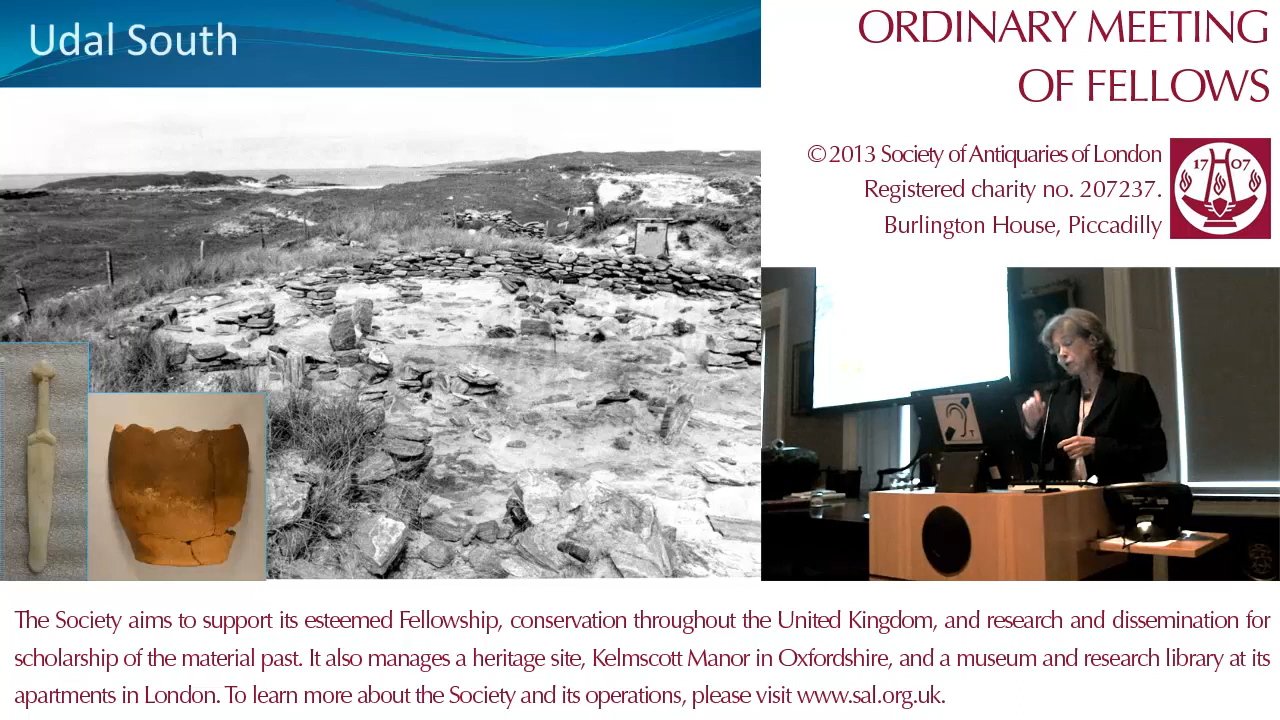 Udal South
ORDINARY MEETING
OF FELLOWS
© 2013 Society of Antiquaries of London
Registered charity no. 207237.
Burlington House, Piccadilly
17 07
T
The Society aims to support its esteemed Fellowship, conservation throughout the United Kingdom, and research and dissemination for
scholarship of the material past. It also manages a heritage site, Kelmscott Manor in Oxfordshire, and a museum and research library at its
apartments in London. To learn more about the Society and its operations, please visit www.sal.org.uk.